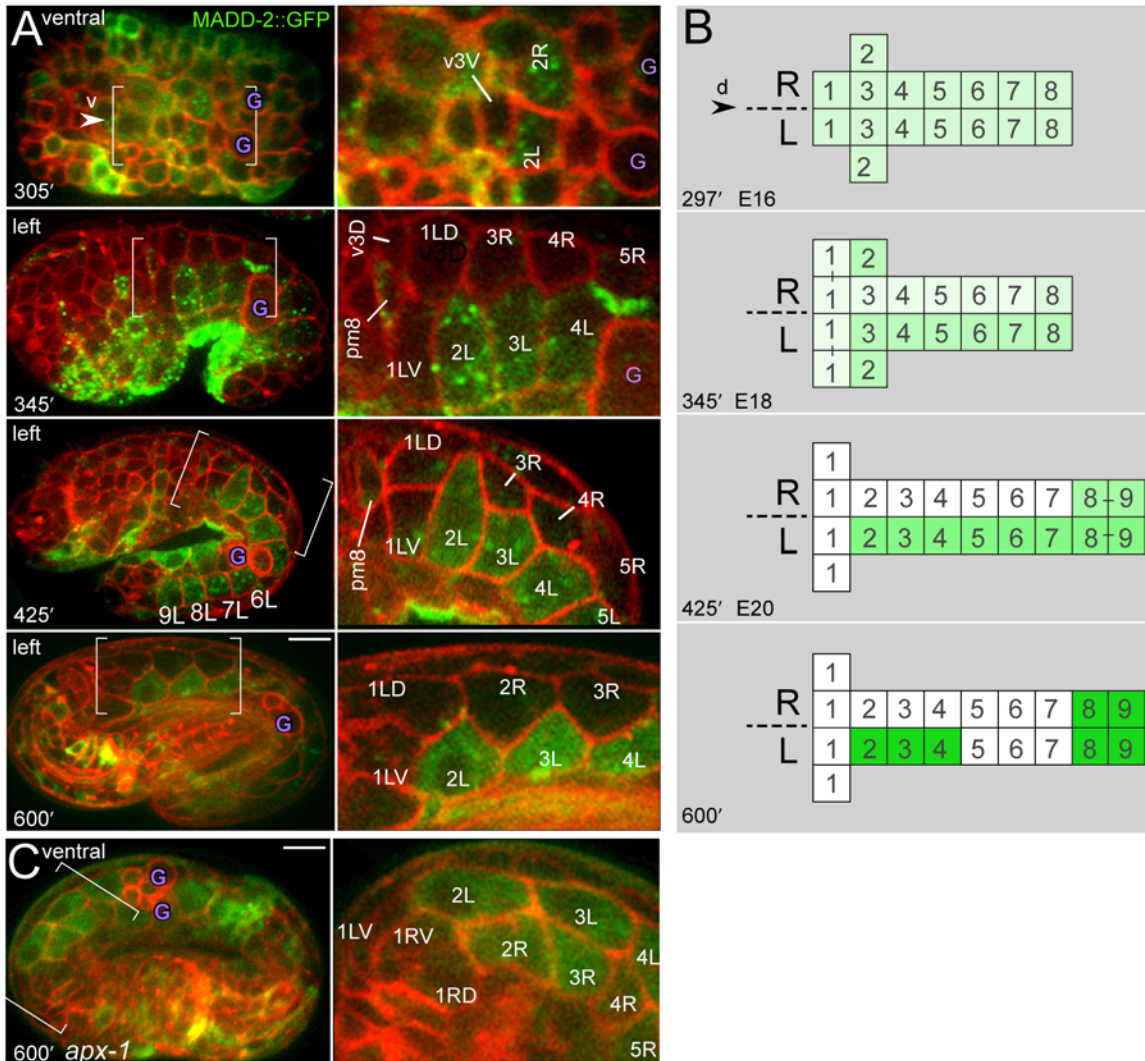 A ventral MADD-2::GFP
v
G
G
305′
v3V
2R
G
2L
G
left
G
345′
v3D
1LD
v3D
3R
4R
5R
pm8
1LV
2L
3L
4L
G
left
G
9L 8L 7L 6L
425′
1LD
3R
4R
pm8
1LV
2L
3L
4L
5R
5L
left
G
600′
1LD
2R
3R
1LV
2L
3L
4L
B
d
R
L
2
1 3 4 5 6 7 8
1 3 4 5 6 7 8
2
297′ E16
R
L
1 2
1 3 4 5 6 7 8
1 3 4 5 6 7 8
1 2
345′ E18
R
L
1
1 2 3 4 5 6 7 8-9
1 2 3 4 5 6 7 8-9
1
425′ E20
R
L
1
1 2 3 4 5 6 7 8 9
1 2 3 4 5 6 7 8 9
1
600′
C ventral
G
G
600′ apx-1
2L
3L
1LV
1RV
2R
3R
4L
1RD
4R
5R